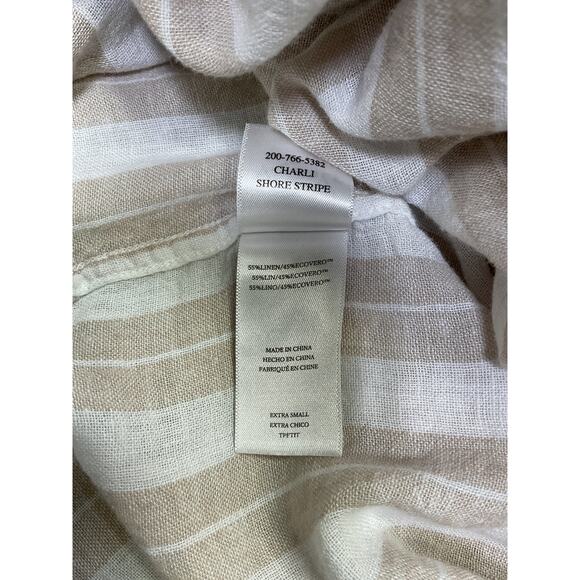 200-766-5382
CHARLI
SHORE STRIPE
55%LINEN/45%ECOVERO™
55%LIN/45%ECOVERO™
55%LINO/45%ECOVERO™
MADE IN CHINA
HECHO EN CHINA
FABRIQUÉ EN CHINE
EXTRA SMALL
EXTRA CHICO
TPETIT